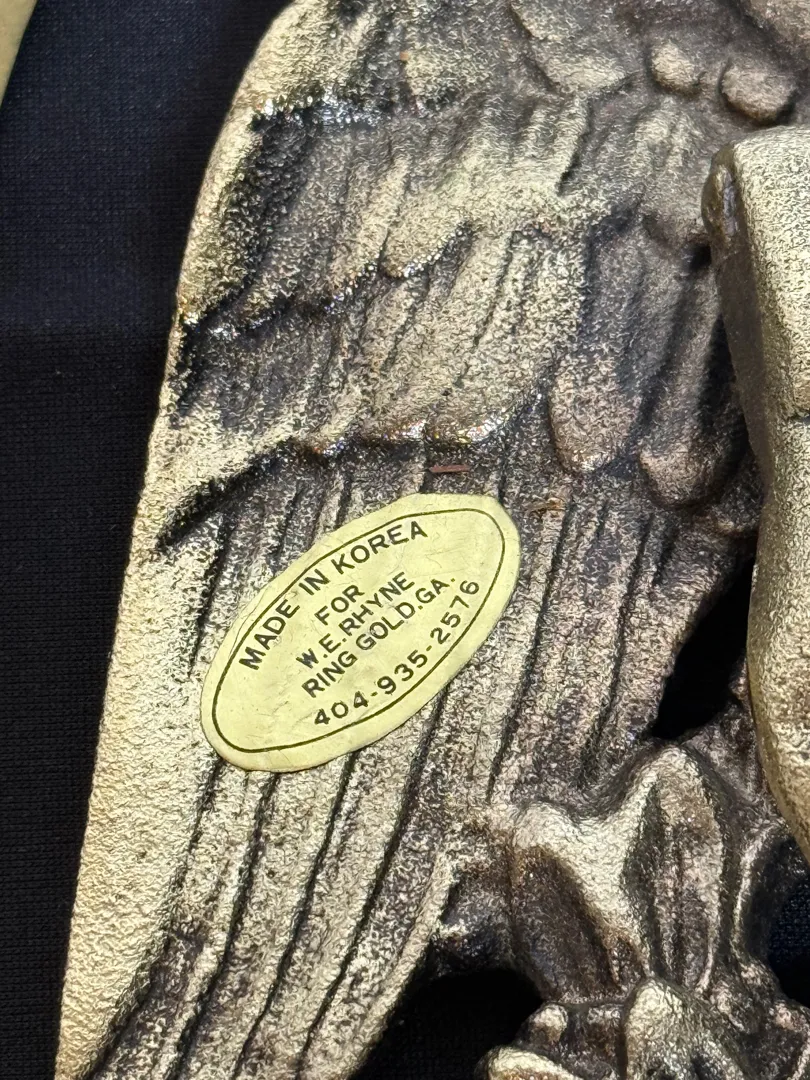 MADE IN KOREA
FOR
W.E. RHYNE
RING GOLD.GA.
404-935-2576